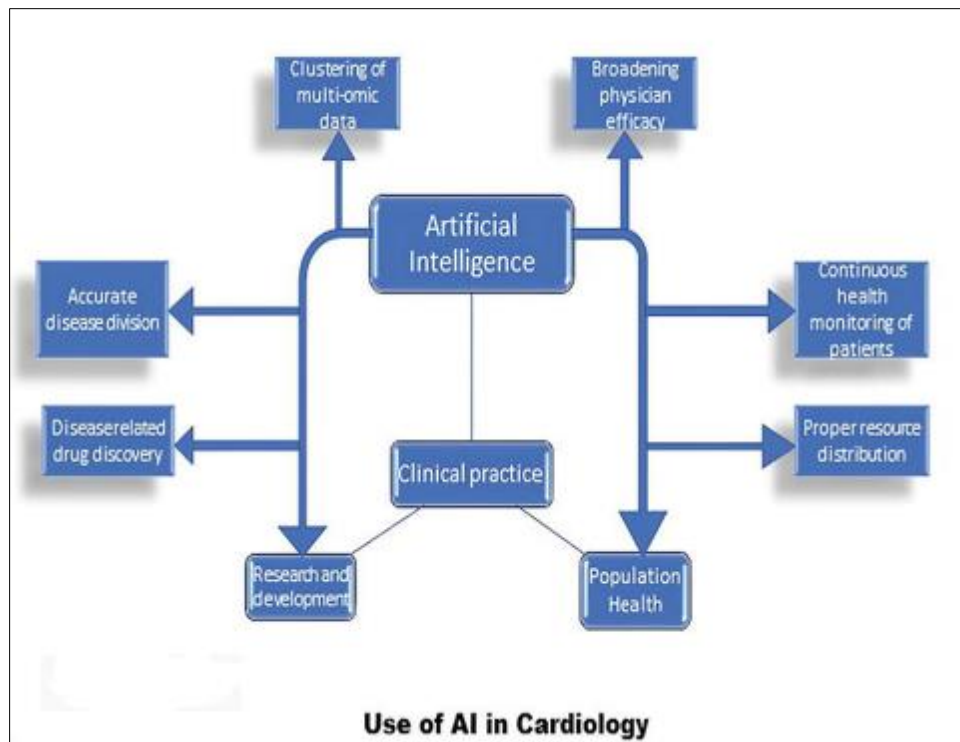 Clustering of
multi-omic
data
Broadening
physician
efficacy
Artificial
Intelligence
Accurate
disease division
Continuous
health
monitoring of
patients
Diseaserelated
drug discovery
Proper resource
distribution
Clinical practice
Research and
development
Population
Health
Use of AI in Cardiology